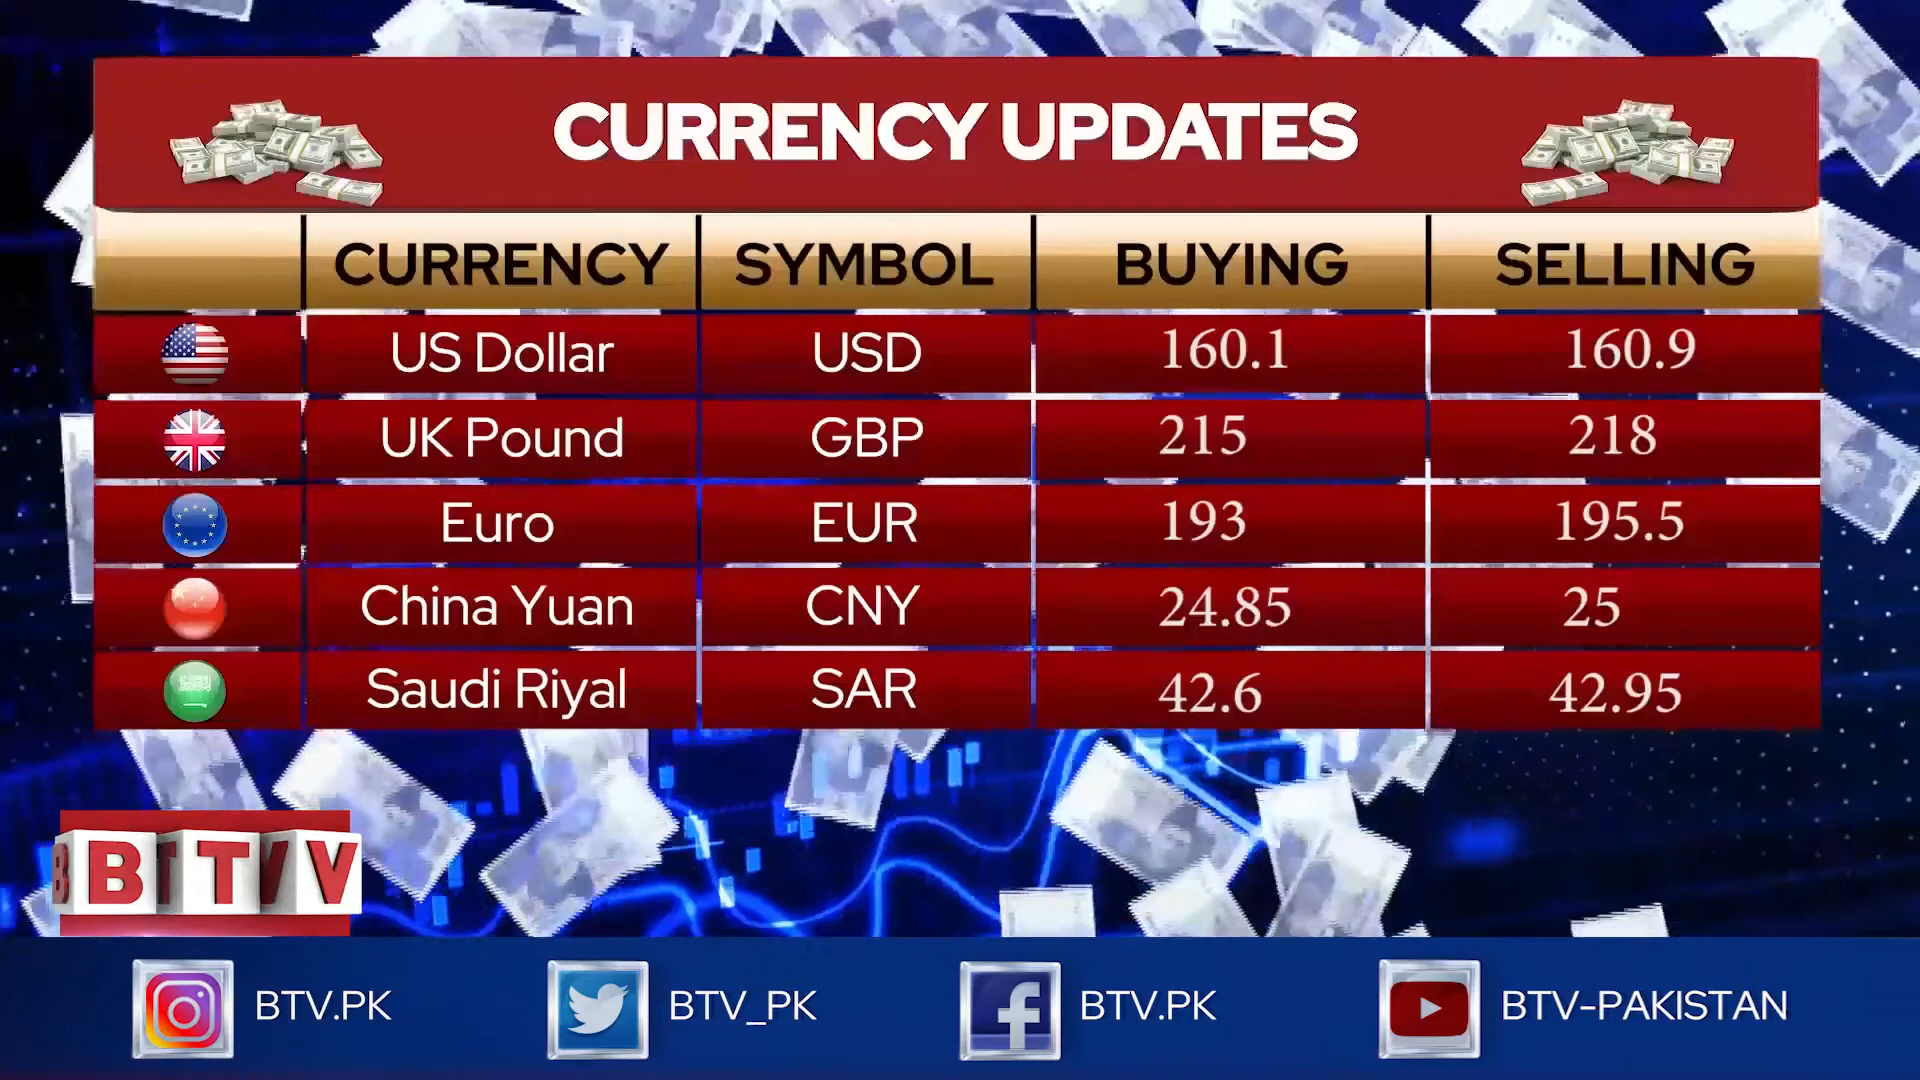 CURRENCY UPDATES
CURRENCY SYMBOL BUYING SELLING
US Dollar USD 160.1 160.9
UK Pound GBP 215 218
Euro EUR 193 195.5
China Yuan CNY 24.85 25
Saudi Riyal SAR 42.6 42.95
BTV
BTV.PK BTV_PK BTV.PK BTV-PAKISTAN